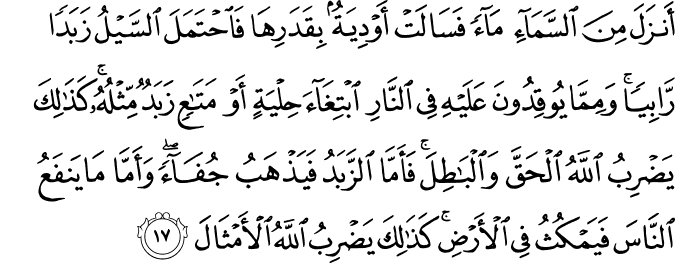 أَنزَلَ مِنَ ٱلسَّمَآءِ مَآءً فَسَالَتْ أَوْدِيَةٌۢ بِقَدَرِهَا فَٱحْتَمَلَ ٱلسَّيْلُ زَبَدًا
رَّابِيًا ۚ وَمِمَّا يُوقِدُونَ عَلَيْهِ فِى ٱلنَّارِ ٱبْتِغَآءَ حِلْيَةٍ أَوْ مَتَـٰعٍ زَبَدٌ مِّثْلُهُۥ ۚ كَذَٰلِكَ
يَضْرِبُ ٱللَّهُ ٱلْحَقَّ وَٱلْبَـٰطِلَ ۚ فَأَمَّا ٱلزَّبَدُ فَيَذْهَبُ جُفَآءً ۖ وَأَمَّا مَا يَنفَعُ
ٱلنَّاسَ فَيَمْكُثُ فِى ٱلْأَرْضِ ۚ كَذَٰلِكَ يَضْرِبُ ٱللَّهُ ٱلْأَمْثَالَ ١٧